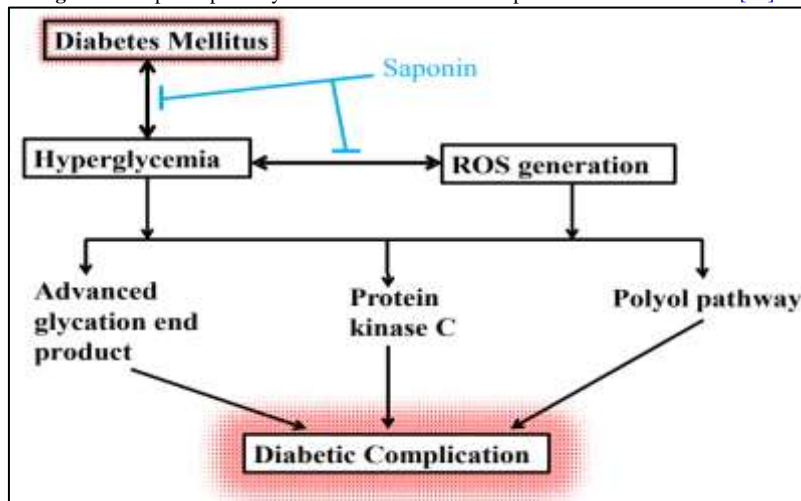 Diabetes Mellitus
Saponin
Hyperglycemia
ROS generation
Advanced
glycation end
product
Protein
kinase C
Polyol pathway
Diabetic Complication